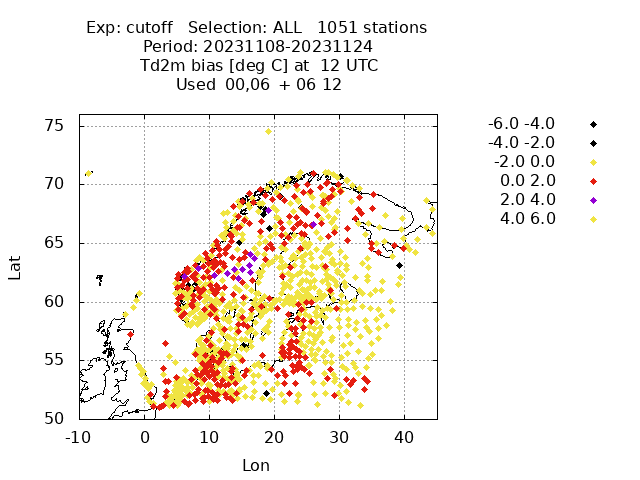 Exp: cutoff   Selection: ALL   1051 stations
Period: 20231108-20231124
Td2m bias [deg C] at  12 UTC
Used  00,06  + 06 12
-6.0 -4.0
-4.0 -2.0
-2.0 0.0
0.0 2.0
2.0 4.0
4.0 6.0
75
70
65
60
55
50
Lat
-10 0 10 20 30 40
Lon